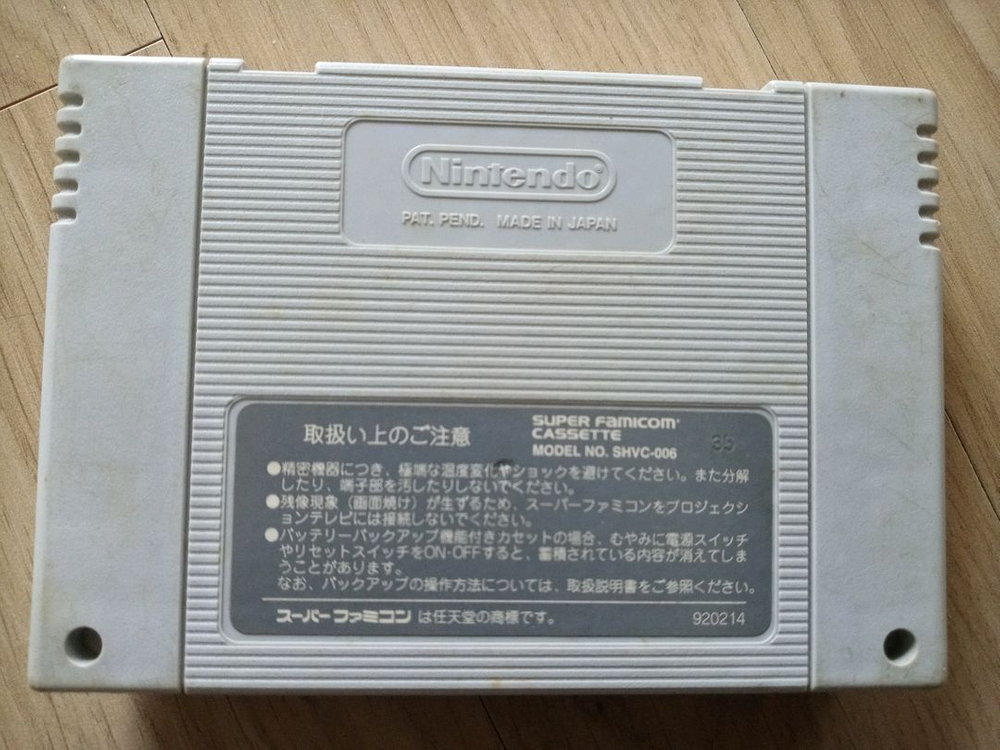 Nintendo®
PAT. PEND. MADE IN JAPAN
取扱い上のご注意
SUPER FAMICOM
CASSETTE
MODEL NO. SHVC-006
35
●精密機器につき、極端な温度変化やショックを避けてください。また分解
したり、端子部を汚したりしないでください。
●残像現象（画面焼け）が生ずるため、スーパーファミコンをプロジェクシ
ョンテレビには接続しないでください。
●バッテリーバックアップ機能付きカセットの場合、むやみに電源スイッチ
やリセットスイッチをON・OFFすると、蓄積されている内容が消えてしま
うことがあります。
なお、バックアップの操作方法については、取扱説明書をご参照ください。
スーパーファミコン は任天堂の商標です。
920214